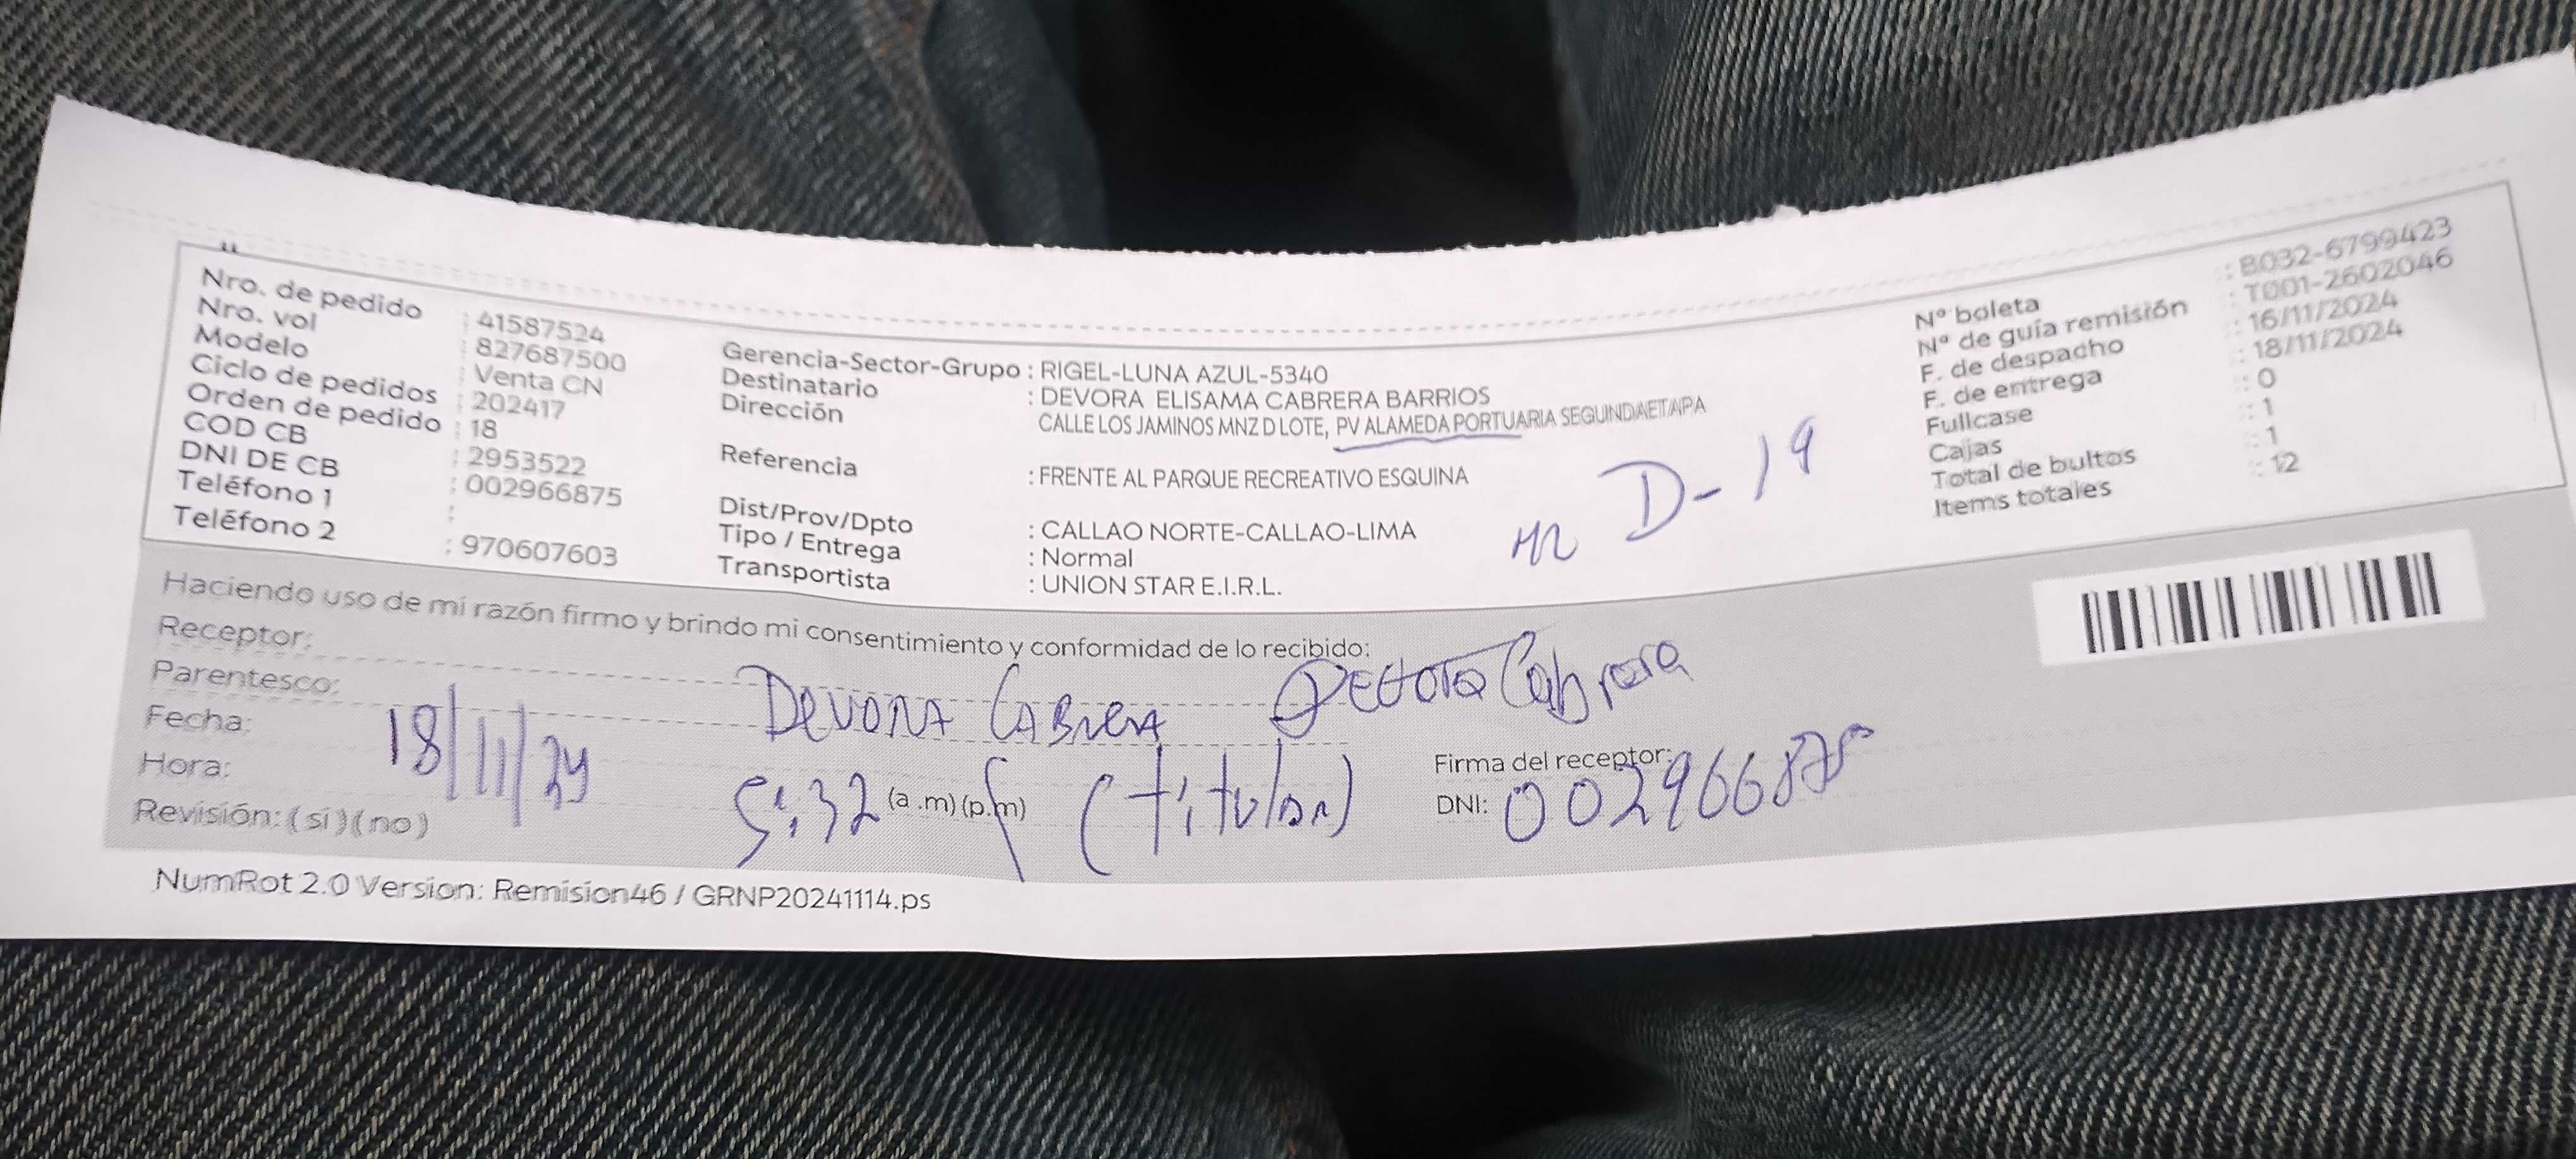 Nro. de pedido : 41587524
Nro. vol : 827687500
Modelo : Venta CN
Ciclo de pedidos : 202417
Orden de pedido : 18
COD CB : 2953522
DNI DE CB : 002966875
Teléfono 1 :
Teléfono 2 : 970607603
Gerencia-Sector-Grupo : RIGEL-LUNA AZUL-5340
Destinatario : DEVORA ELISAMA CABRERA BARRIOS
Dirección CALLE LOS JAMINOS MNZ D LOTE, PV ALAMEDA PORTUARIA SEGUNDAETAPA
Referencia : FRENTE AL PARQUE RECREATIVO ESQUINA
Dist/Prov/Dpto : CALLAO NORTE-CALLAO-LIMA
Tipo / Entrega : Normal
Transportista : UNION STAR E.I.R.L.
Mz D-19
Nº boleta : B032-6799423
Nº de guía remisión : T001-2602046
F. de despacho : 16/11/2024
F. de entrega : 18/11/2024
Fullcase : 0
Cajas : 1
Total de bultos : 1
Items totales : 12
Haciendo uso de mi razón firmo y brindo mi consentimiento y conformidad de lo recibido:
Receptor: Devora Cabrera
Devora Cabrera
Parentesco: (titular)
Fecha: 18/11/24
Hora: 5:32 (a .m) (p.m)
Revisión: ( sí ) ( no )
Firma del receptor:
DNI: 002966875
NumRot 2.0 Version: Remision46 / GRNP20241114.ps